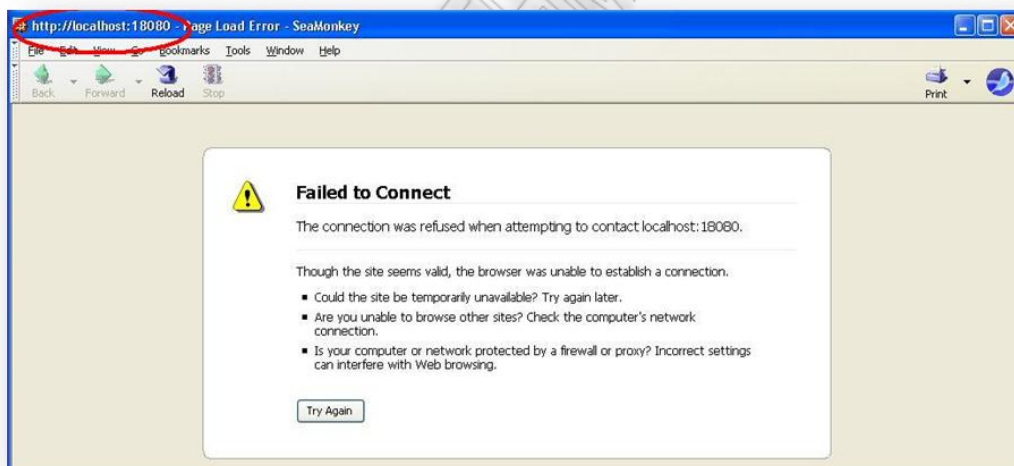 http://localhost:18080 - Page Load Error - SeaMonkey
File Edit View Go Bookmarks Tools Window Help
Back Forward Reload Stop Print
Failed to Connect
The connection was refused when attempting to contact localhost:18080.
Though the site seems valid, the browser was unable to establish a connection.
Could the site be temporarily unavailable? Try again later.
Are you unable to browse other sites? Check the computer's network
connection.
Is your computer or network protected by a firewall or proxy? Incorrect settings
can interfere with Web browsing.
Try Again